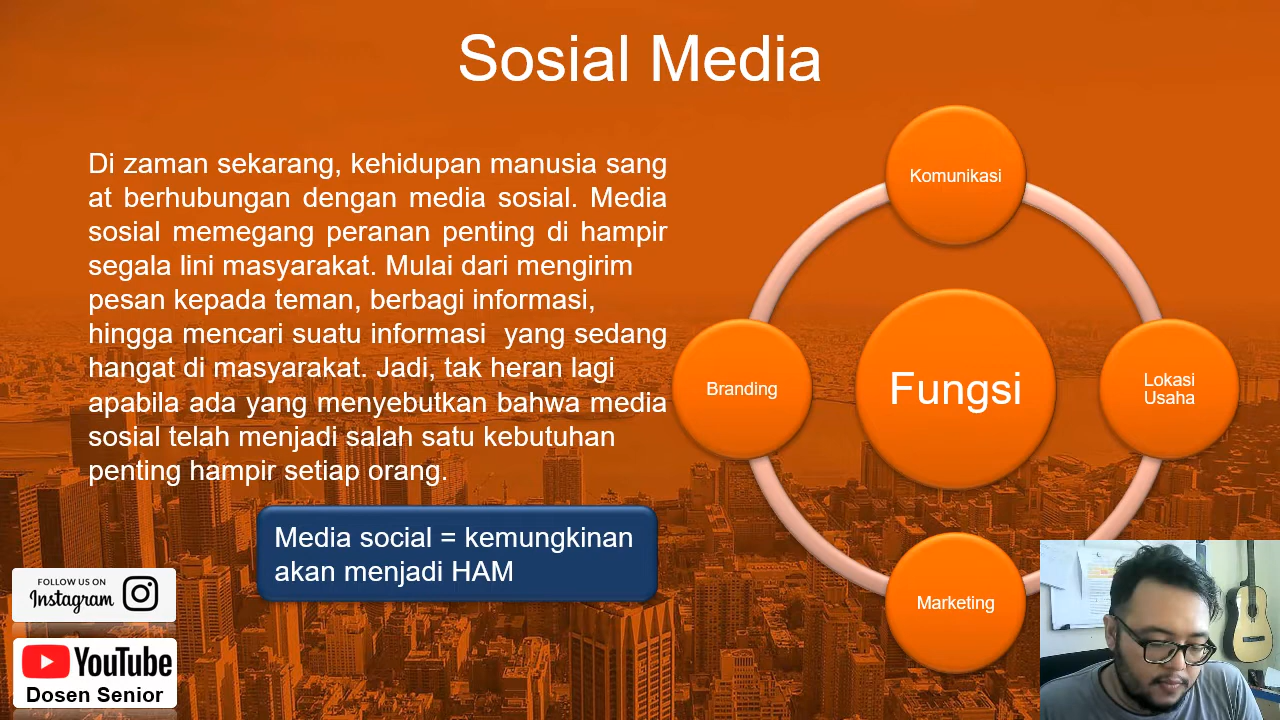 Sosial Media
Di zaman sekarang, kehidupan manusia sang
at berhubungan dengan media sosial. Media
sosial memegang peranan penting di hampir
segala lini masyarakat. Mulai dari mengirim
pesan kepada teman, berbagi informasi,
hingga mencari suatu informasi  yang sedang
hangat di masyarakat. Jadi, tak heran lagi
apabila ada yang menyebutkan bahwa media
sosial telah menjadi salah satu kebutuhan
penting hampir setiap orang.
Media social = kemungkinan
akan menjadi HAM
Komunikasi
Branding
Fungsi
Lokasi
Usaha
Marketing
FOLLOW US ON
Instagram
YouTube
Dosen Senior